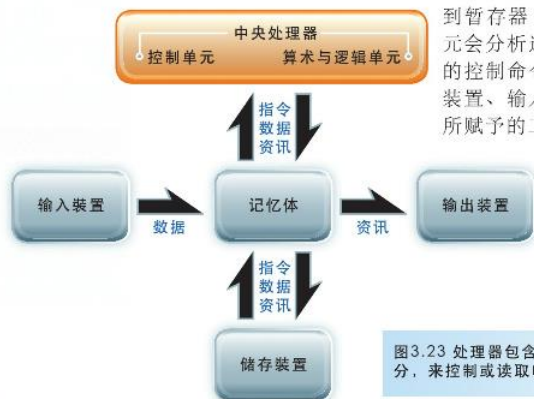 到暂存器
元会分析
的控制命
装置、输
所赋予的
中央处理器
控制单元
算术与逻辑单元
指令
数据
资讯
输入装置
数据
记忆体
资讯
输出装置
指令
数据
资讯
储存装置
图3.23 处理器包含
分，来控制或读取